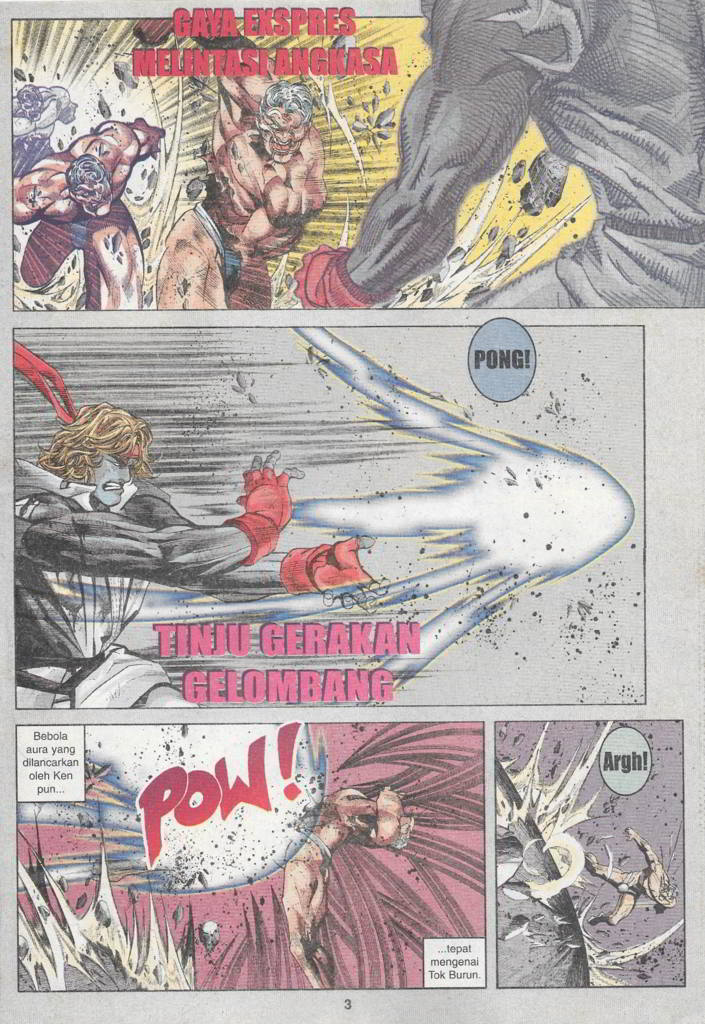 GAYA EXSPRES
MELINTASI ANGKASA
PONG!
TINJU GERAKAN
GELOMBANG
Bebola
aura yang
dilancarkan
oleh Ken
pun...
POW!
Argh!
...tepat
mengenai
Tok Burun.
3